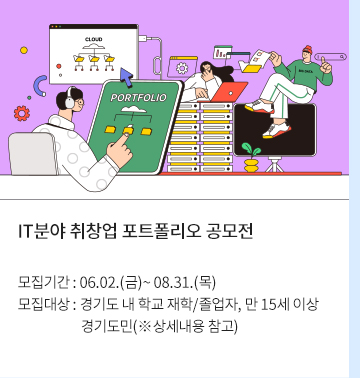 CLOUD
PORTFOLIO
IT분야 취창업 포트폴리오 공모전
모집기간 : 06.02.(금)~ 08.31.(목)
모집대상 : 경기도 내 학교 재학/졸업자, 만 15세 이상
경기도민(※상세내용 참고)